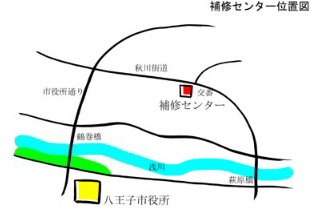 補修センター位置図
秋川街道
市役所通り
交番
補修センター
鶴巻橋
浅川
萩原橋
八王子市役所